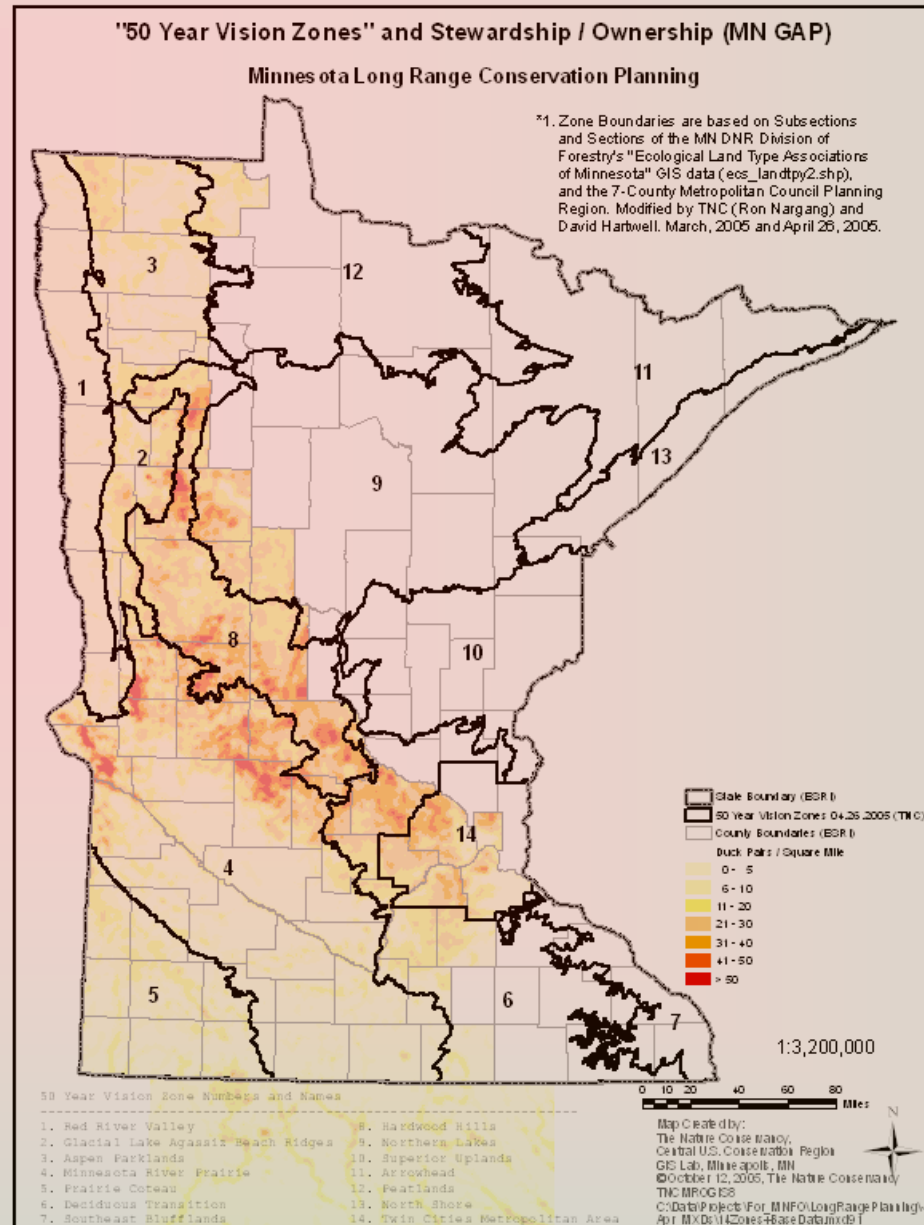 "50 Year Vision Zones" and Stewardship / Ownership (MN GAP)
Minnesota Long Range Conservation Planning
*1. Zone Boundaries are based on Subsections
and Sections of the MN DNR Division of
Forestry's "Ecological Land Type Associations
of Minnesota" GIS data (ecs_landtpy2.shp),
and the 7-County Metropolitan Council Planning
Region. Modified by TNC (Ron Nargang) and
David Hartwell. March, 2005 and April 26, 2005.
12
3
11
1
13
2
9
8
10
14
4
5
6
7
State Boundary (ESRI)
50 Year Vision Zones 04.26.2005 (TNC)
County Boundaries (ESRI)
Duck Pairs / Square Mile
0 - 5
6 - 10
11 - 20
21 - 30
31 - 40
41 - 50
> 50
1:3,200,000
0 10 20 40 60 80
Miles
N
50 Year Vision Zone Numbers and Names
1. Red River Valley
2. Glacial Lake Agassiz Beach Ridges
3. Aspen Parklands
4. Minnesota River Prairie
5. Prairie Coteau
6. Deciduous Transition
7. Southeast Blufflands
8. Hardwood Hills
9. Northern Lakes
10. Superior Uplands
11. Arrowhead
12. Peatlands
13. North Shore
14. Twin Cities Metropolitan Area
Map Created by:
The Nature Conservancy,
Central U.S. Conservation Region
GIS Lab, Minneapolis, MN
©October 12, 2005, The Nature Conservancy
TNC MROGIS8
C:\Data\Projects\For_MNFO\LongRangePlanning